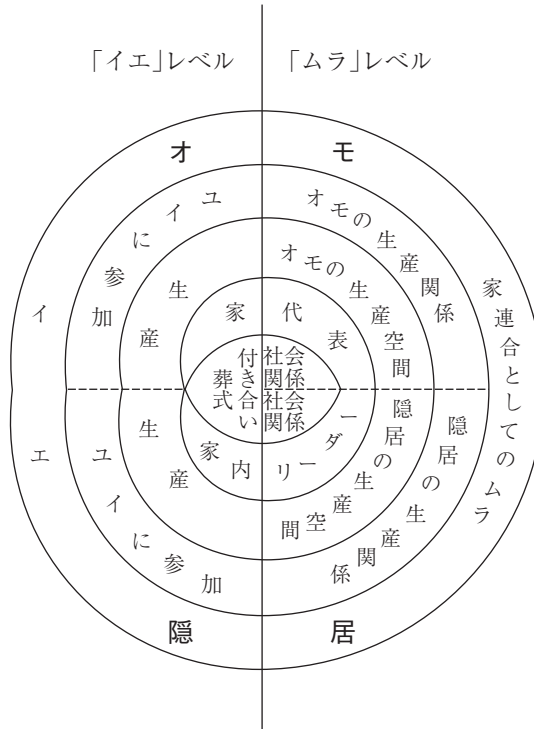 「イエ」レベル
「ムラ」レベル
オモ
ユイに参加
オモの生産関係
生産
オモの生産空間
家
代表
イエ
家連合としてのムラ
付き合い
葬式
社会関係
社会関係
家内
リーダー
生産
隠居の生産空間
ユイに参加
隠居の生産関係
隠居